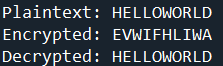 Plaintext: HELLOWORLD
Encrypted: EVWIFHLIWA
Decrypted: HELLOWORLD